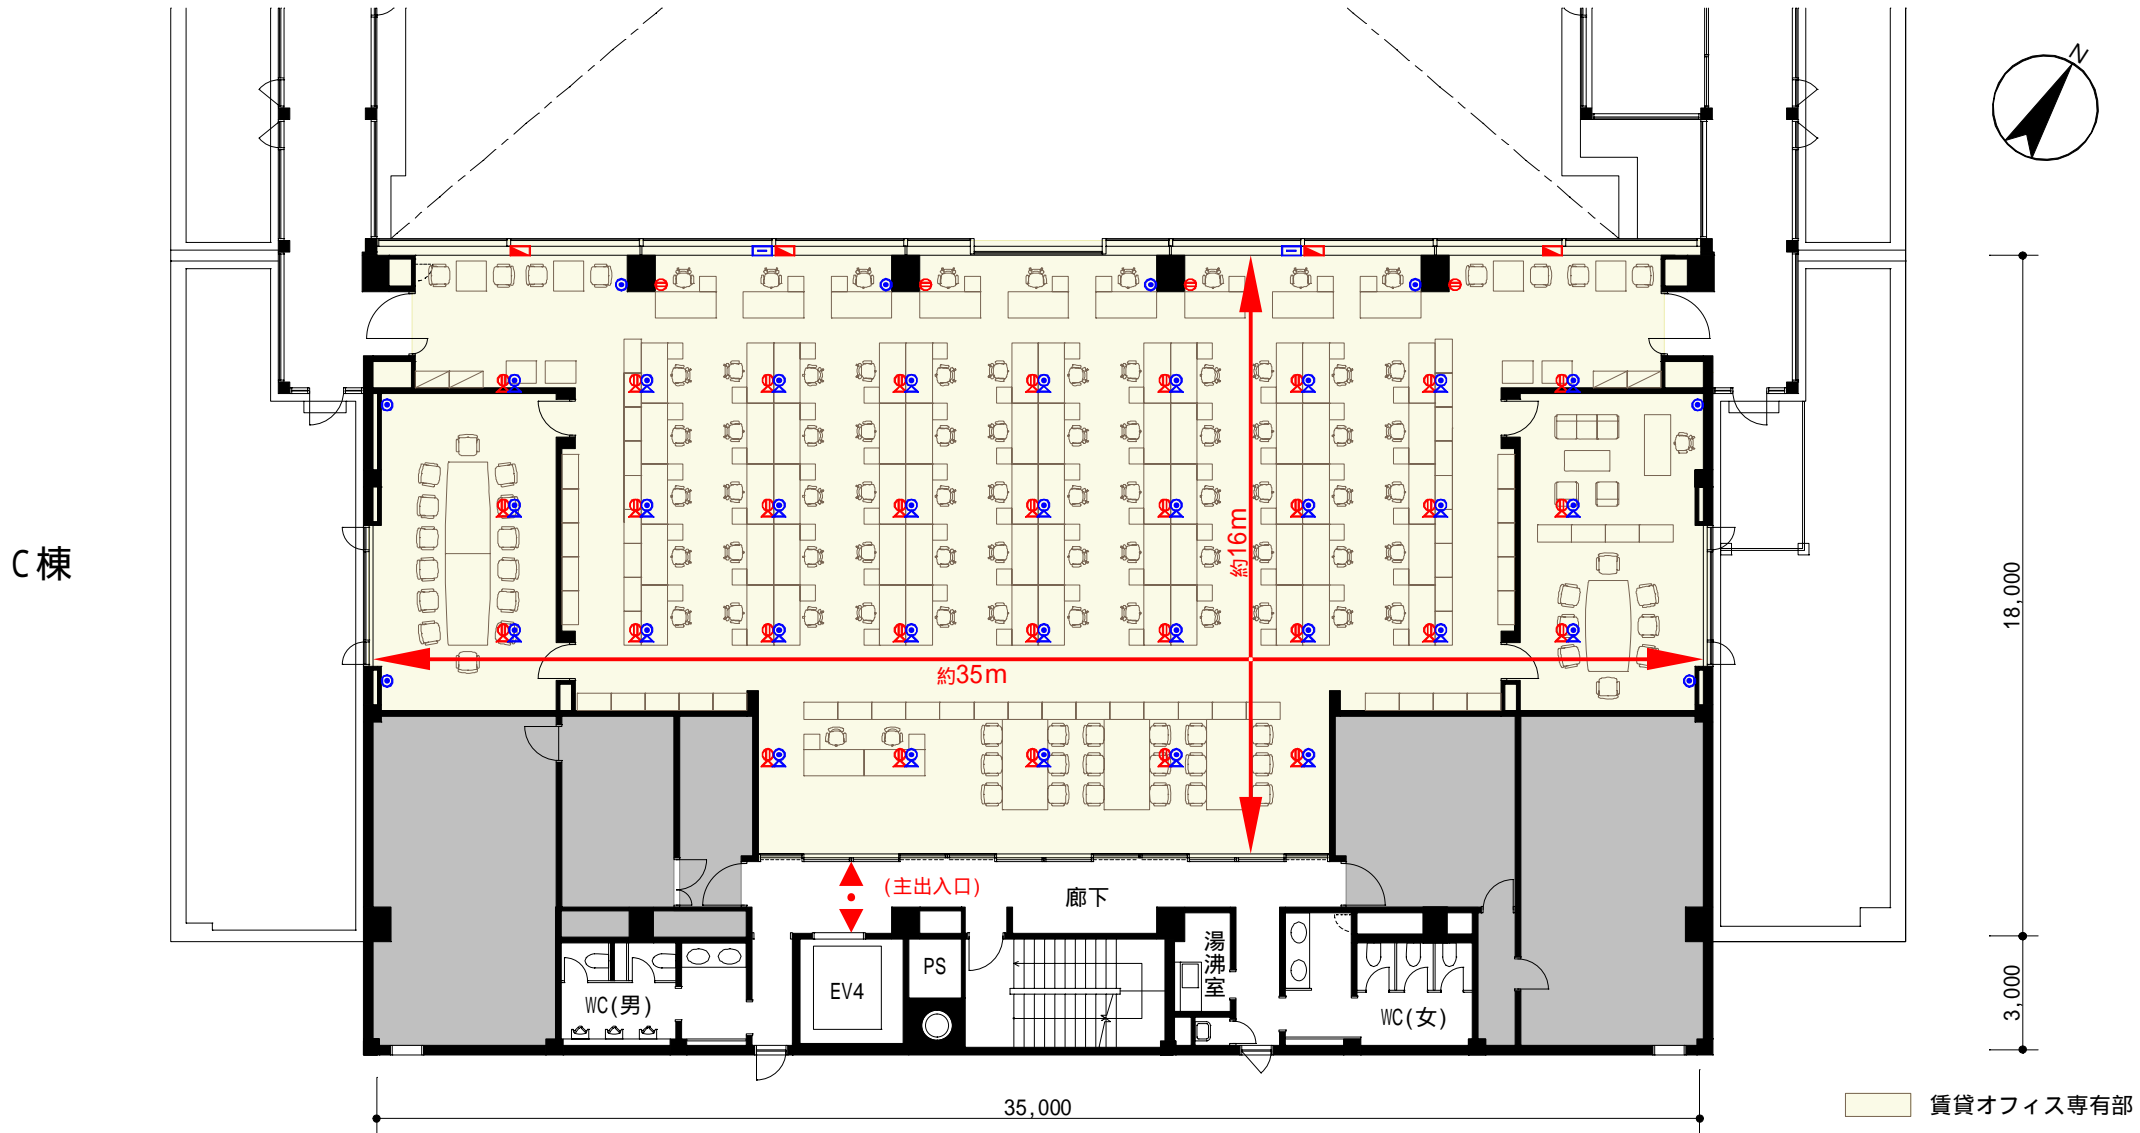 N
C棟
約16m
約35m
18,000
(主出入口)
廊下
湯沸室
PS
EV4
WC(男)
WC(女)
3,000
35,000
賃貸オフィス専有部